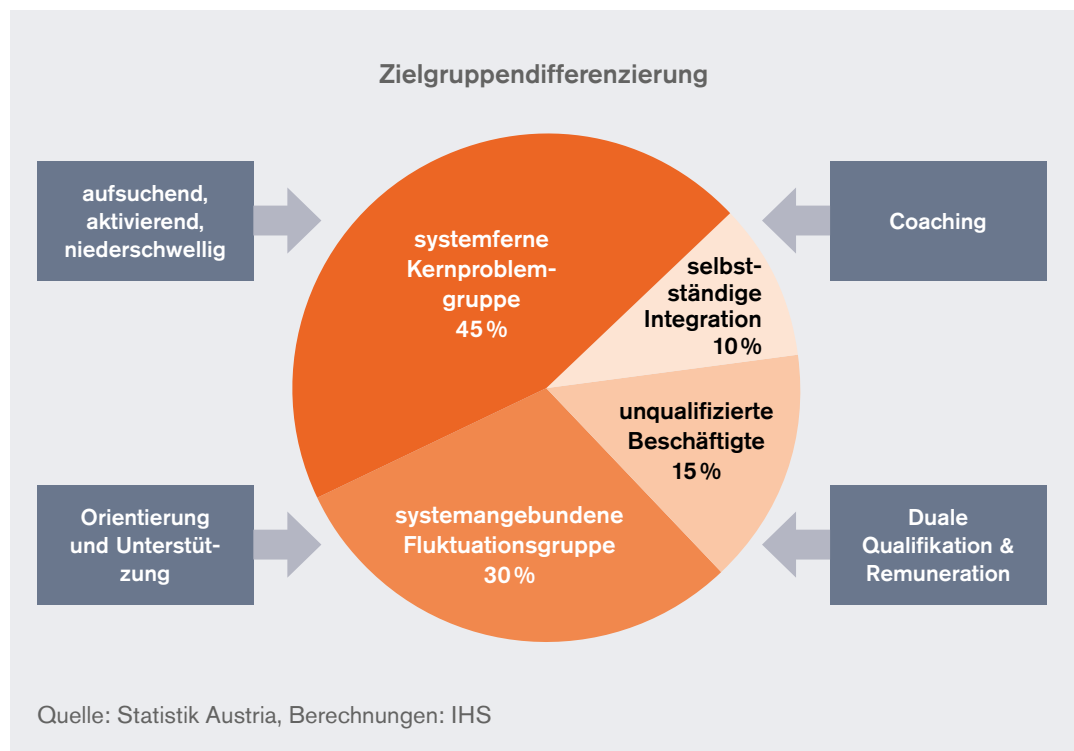 Zielgruppendifferenzierung
aufsuchend,
aktivierend,
niederschwellig
systemferne
Kernproblem-
gruppe
45 %
selbst-
ständige
Integration
10 %
Coaching
unqualifizierte
Beschäftigte
15 %
Orientierung
und Unterstüt-
zung
systemangebundene
Fluktuationsgruppe
30 %
Duale
Qualifikation &
Remuneration
Quelle: Statistik Austria, Berechnungen: IHS